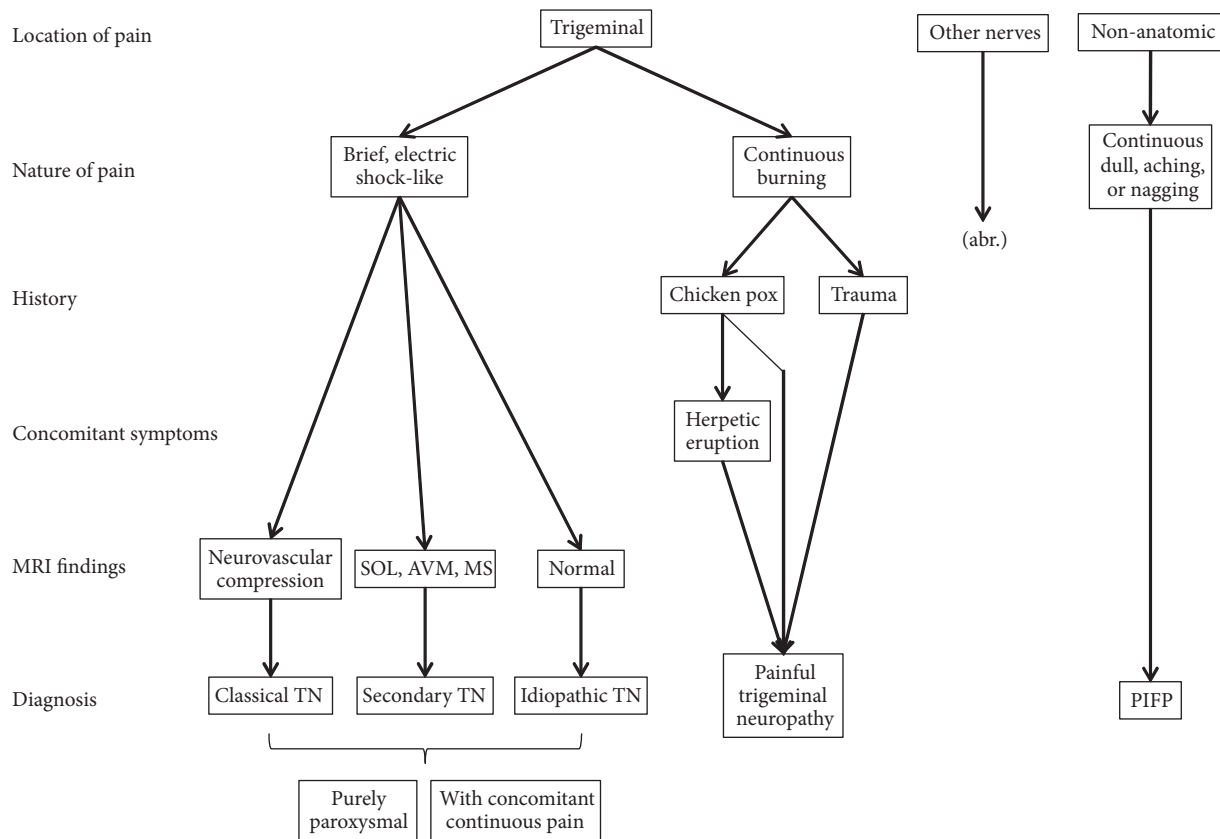 Location of pain
Trigeminal
Other nerves
Non-anatomic
Nature of pain
Brief, electric
shock-like
Continuous
burning
Continuous
dull, aching,
or nagging
(abr.)
History
Chicken pox
Trauma
Concomitant symptoms
Herpetic
eruption
MRI findings
Neurovascular
compression
SOL, AVM, MS
Normal
Diagnosis
Classical TN
Secondary TN
Idiopathic TN
Painful
trigeminal
neuropathy
PIFP
Purely
paroxysmal
With concomitant
continuous pain